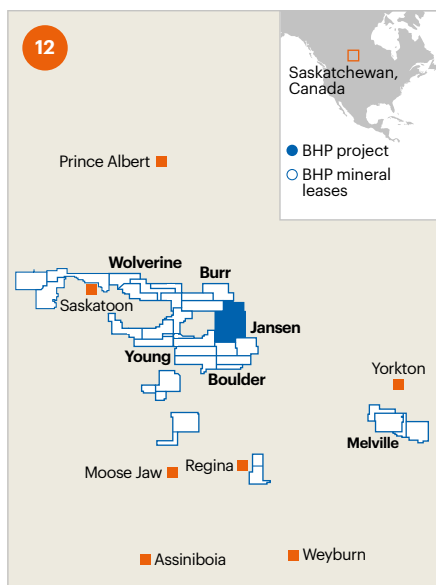 12
Saskatchewan,
Canada
BHP project
BHP mineral
leases
Prince Albert
Wolverine
Burr
Saskatoon
Jansen
Young
Boulder
Yorkton
Melville
Regina
Moose Jaw
Assiniboia
Weyburn